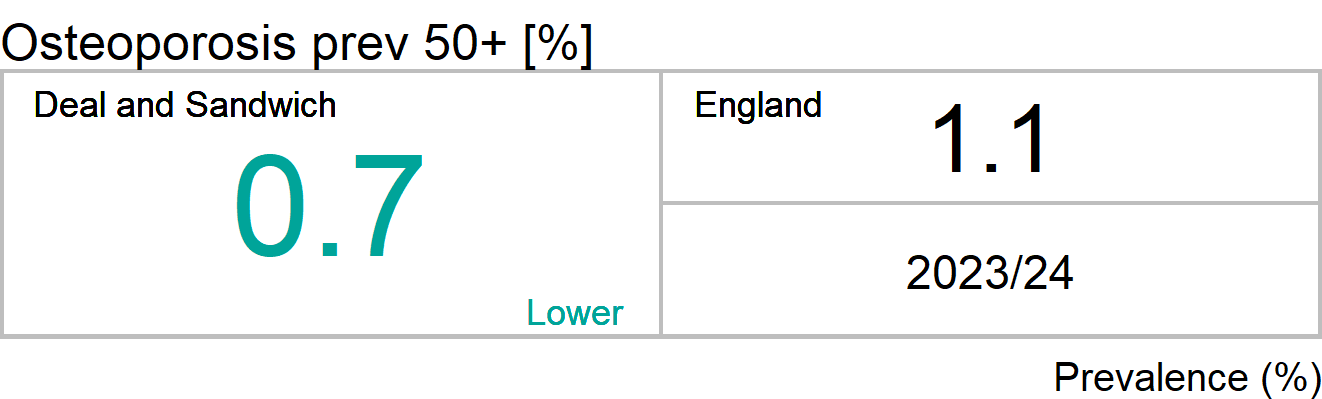 Osteoporosis prev 50+ [%]
Deal and Sandwich
0.7
Lower
England
1.1
2023/24
Prevalence (%)